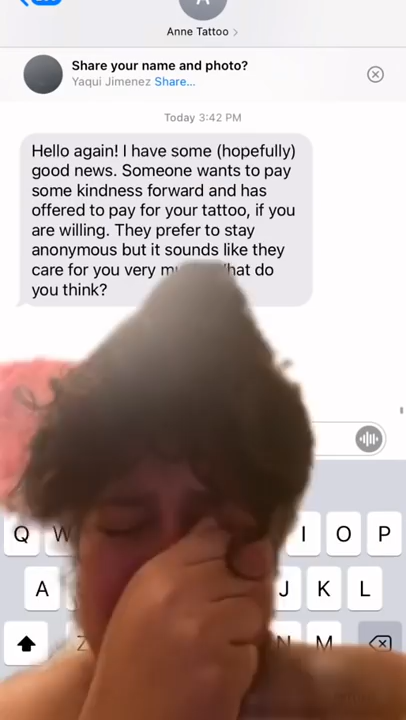 A
Anne Tattoo >
Share your name and photo?
Yaqui Jimenez Share...
Today 3:42 PM
Hello again! I have some (hopefully)
good news. Someone wants to pay
some kindness forward and has
offered to pay for your tattoo, if you
are willing. They prefer to stay
anonymous but it sounds like they
care for you very hat do
you think?
Q W I O P
A J K L
Z N M